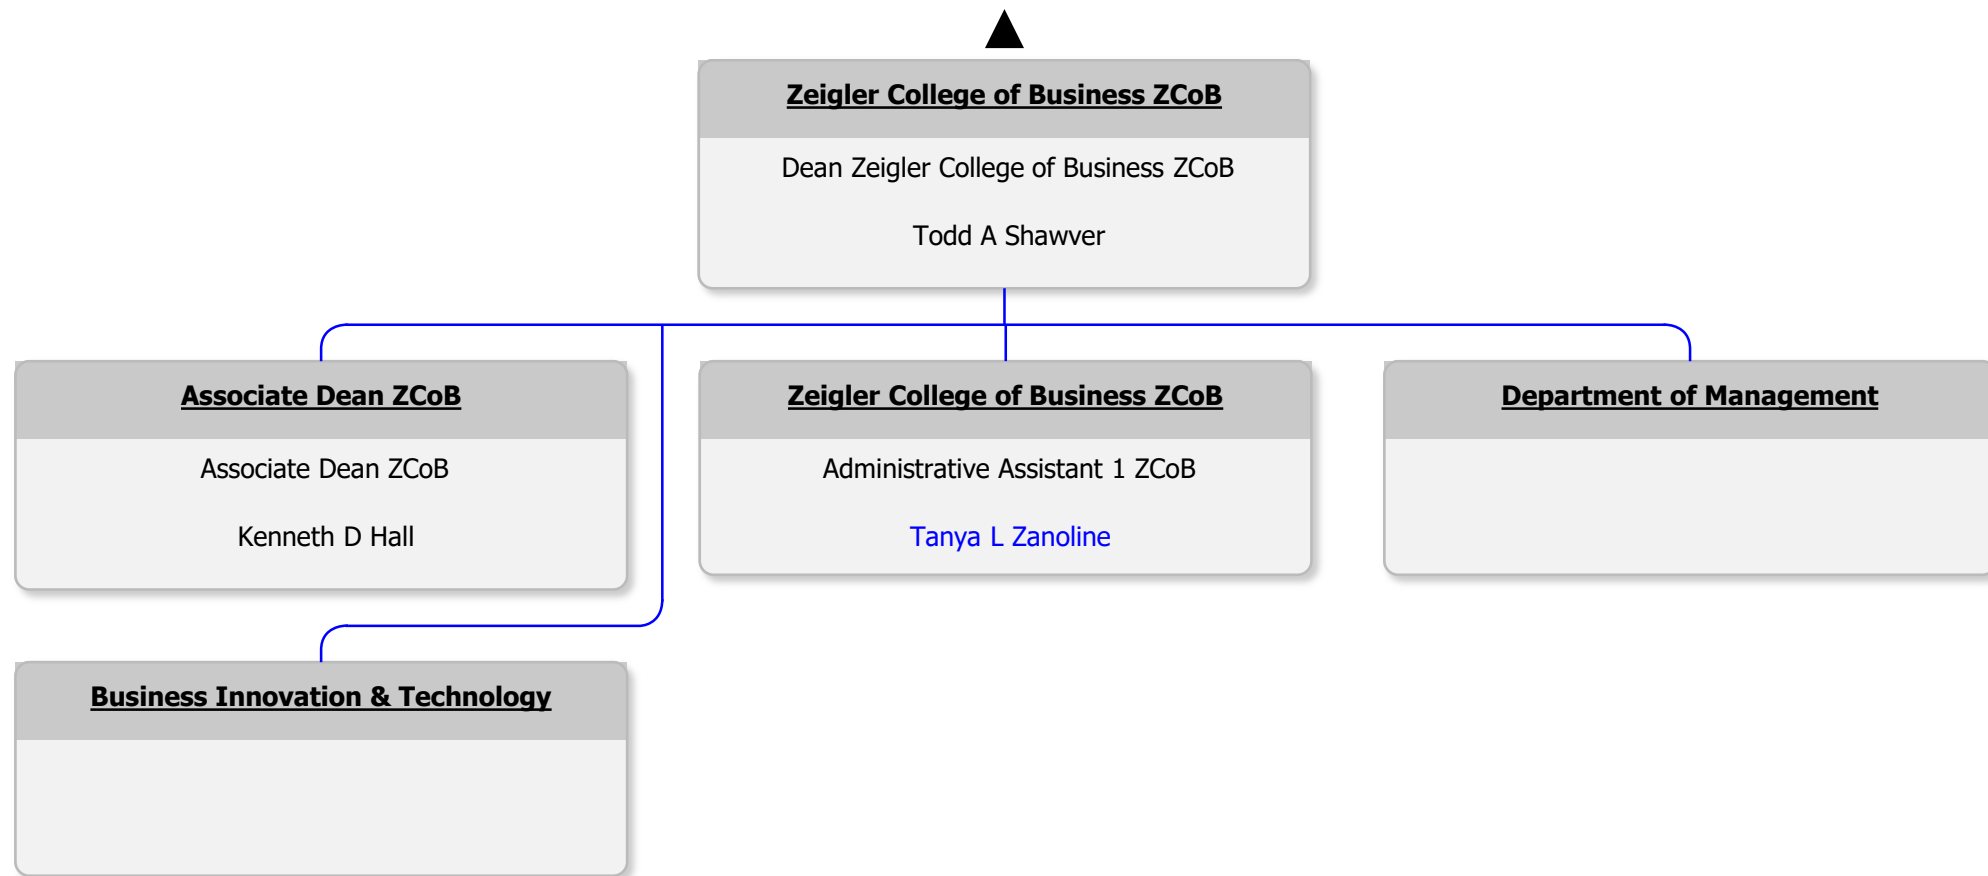 Zeigler College of Business ZCoB
Dean Zeigler College of Business ZCoB
Todd A Shawver
Associate Dean ZCoB
Associate Dean ZCoB
Kenneth D Hall
Zeigler College of Business ZCoB
Administrative Assistant 1 ZCoB
Tanya L Zanoline
Department of Management
Business Innovation & Technology